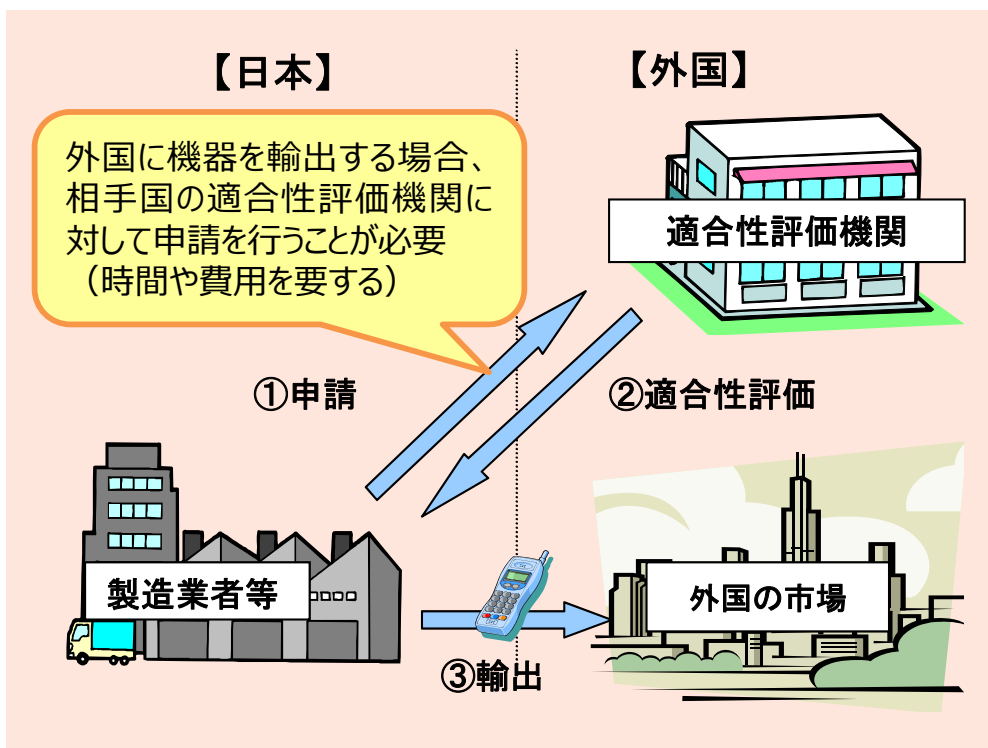 【日本】
【外国】
外国に機器を輸出する場合、
相手国の適合性評価機関に
対して申請を行うことが必要
（時間や費用を要する）
適合性評価機関
①申請
②適合性評価
製造業者等
外国の市場
③輸出